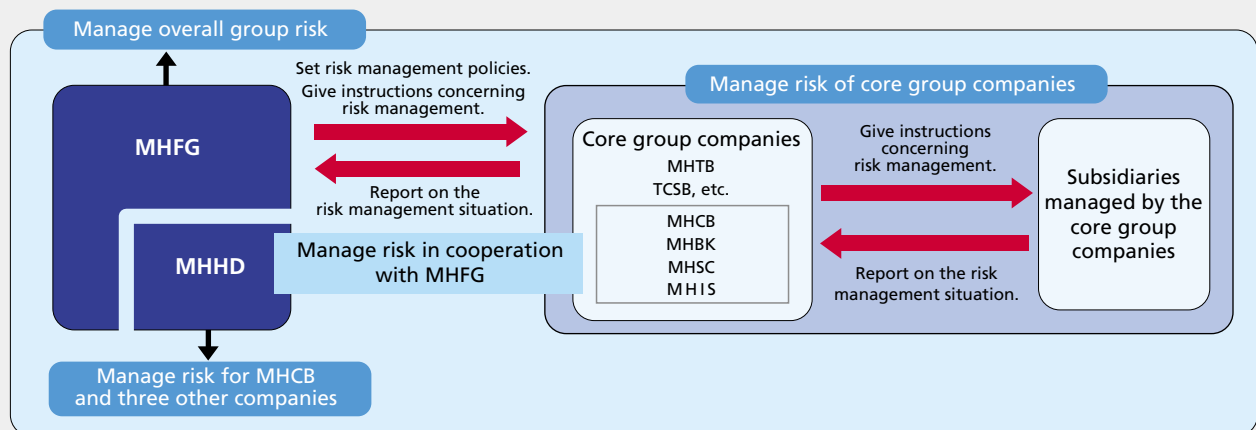 Manage overall group risk
MHFG
MHHD
Manage risk for MHCB
and three other companies
Set risk management policies.
Give instructions concerning
risk management.
Report on the
risk management situation.
Manage risk in cooperation
with MHFG
Manage risk of core group companies
Core group companies
MHTB
TCSB, etc.
MHCB
MHBK
MHSC
MHIS
Give instructions
concerning
risk management.
Report on the risk
management situation.
Subsidiaries
managed by the
core group
companies